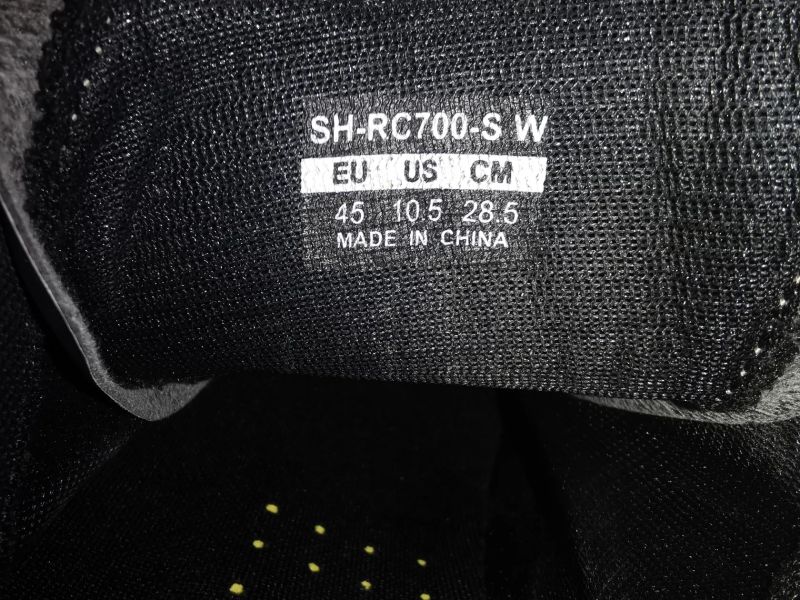 SH-RC700-S W
EU US CM
45 10.5 28.5
MADE IN CHINA